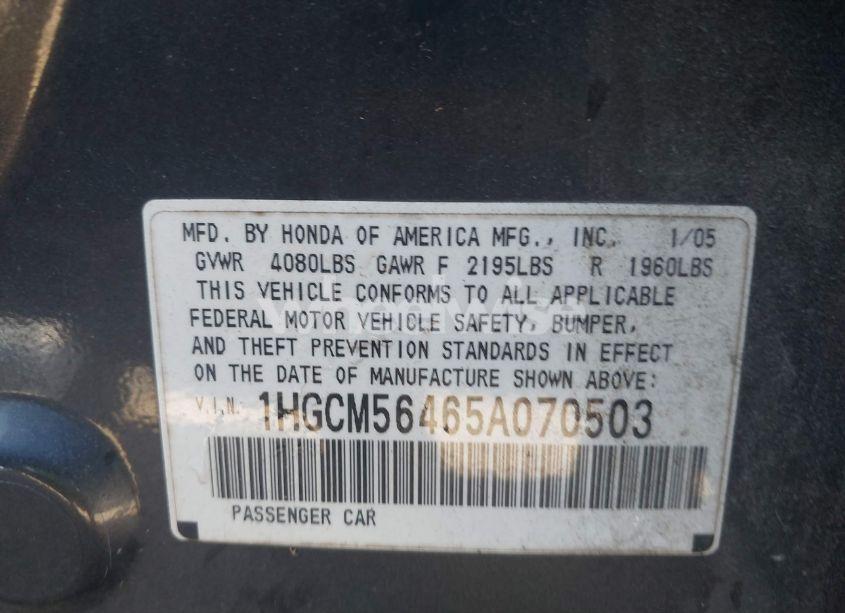 MFD. BY HONDA OF AMERICA MFG., INC. 1/05
GVWR 4080LBS GAWR F 2195LBS R 1960LBS
THIS VEHICLE CONFORMS TO ALL APPLICABLE
FEDERAL MOTOR VEHICLE SAFETY, BUMPER,
AND THEFT PREVENTION STANDARDS IN EFFECT
ON THE DATE OF MANUFACTURE SHOWN ABOVE:
V.I.N. 1HGCM56465A070503
PASSENGER CAR